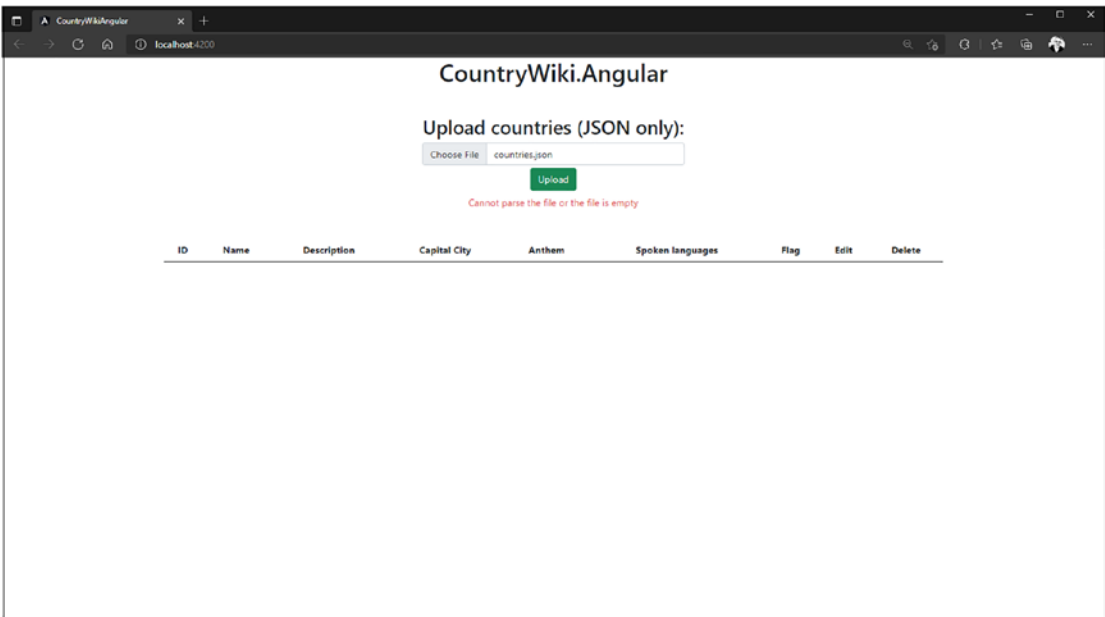 CountryWikiAngular
localhost:4200
CountryWiki.Angular
Upload countries (JSON only):
Choose File countries.json
Upload
Cannot parse the file or the file is empty
ID Name Description Capital City Anthem Spoken languages Flag Edit Delete